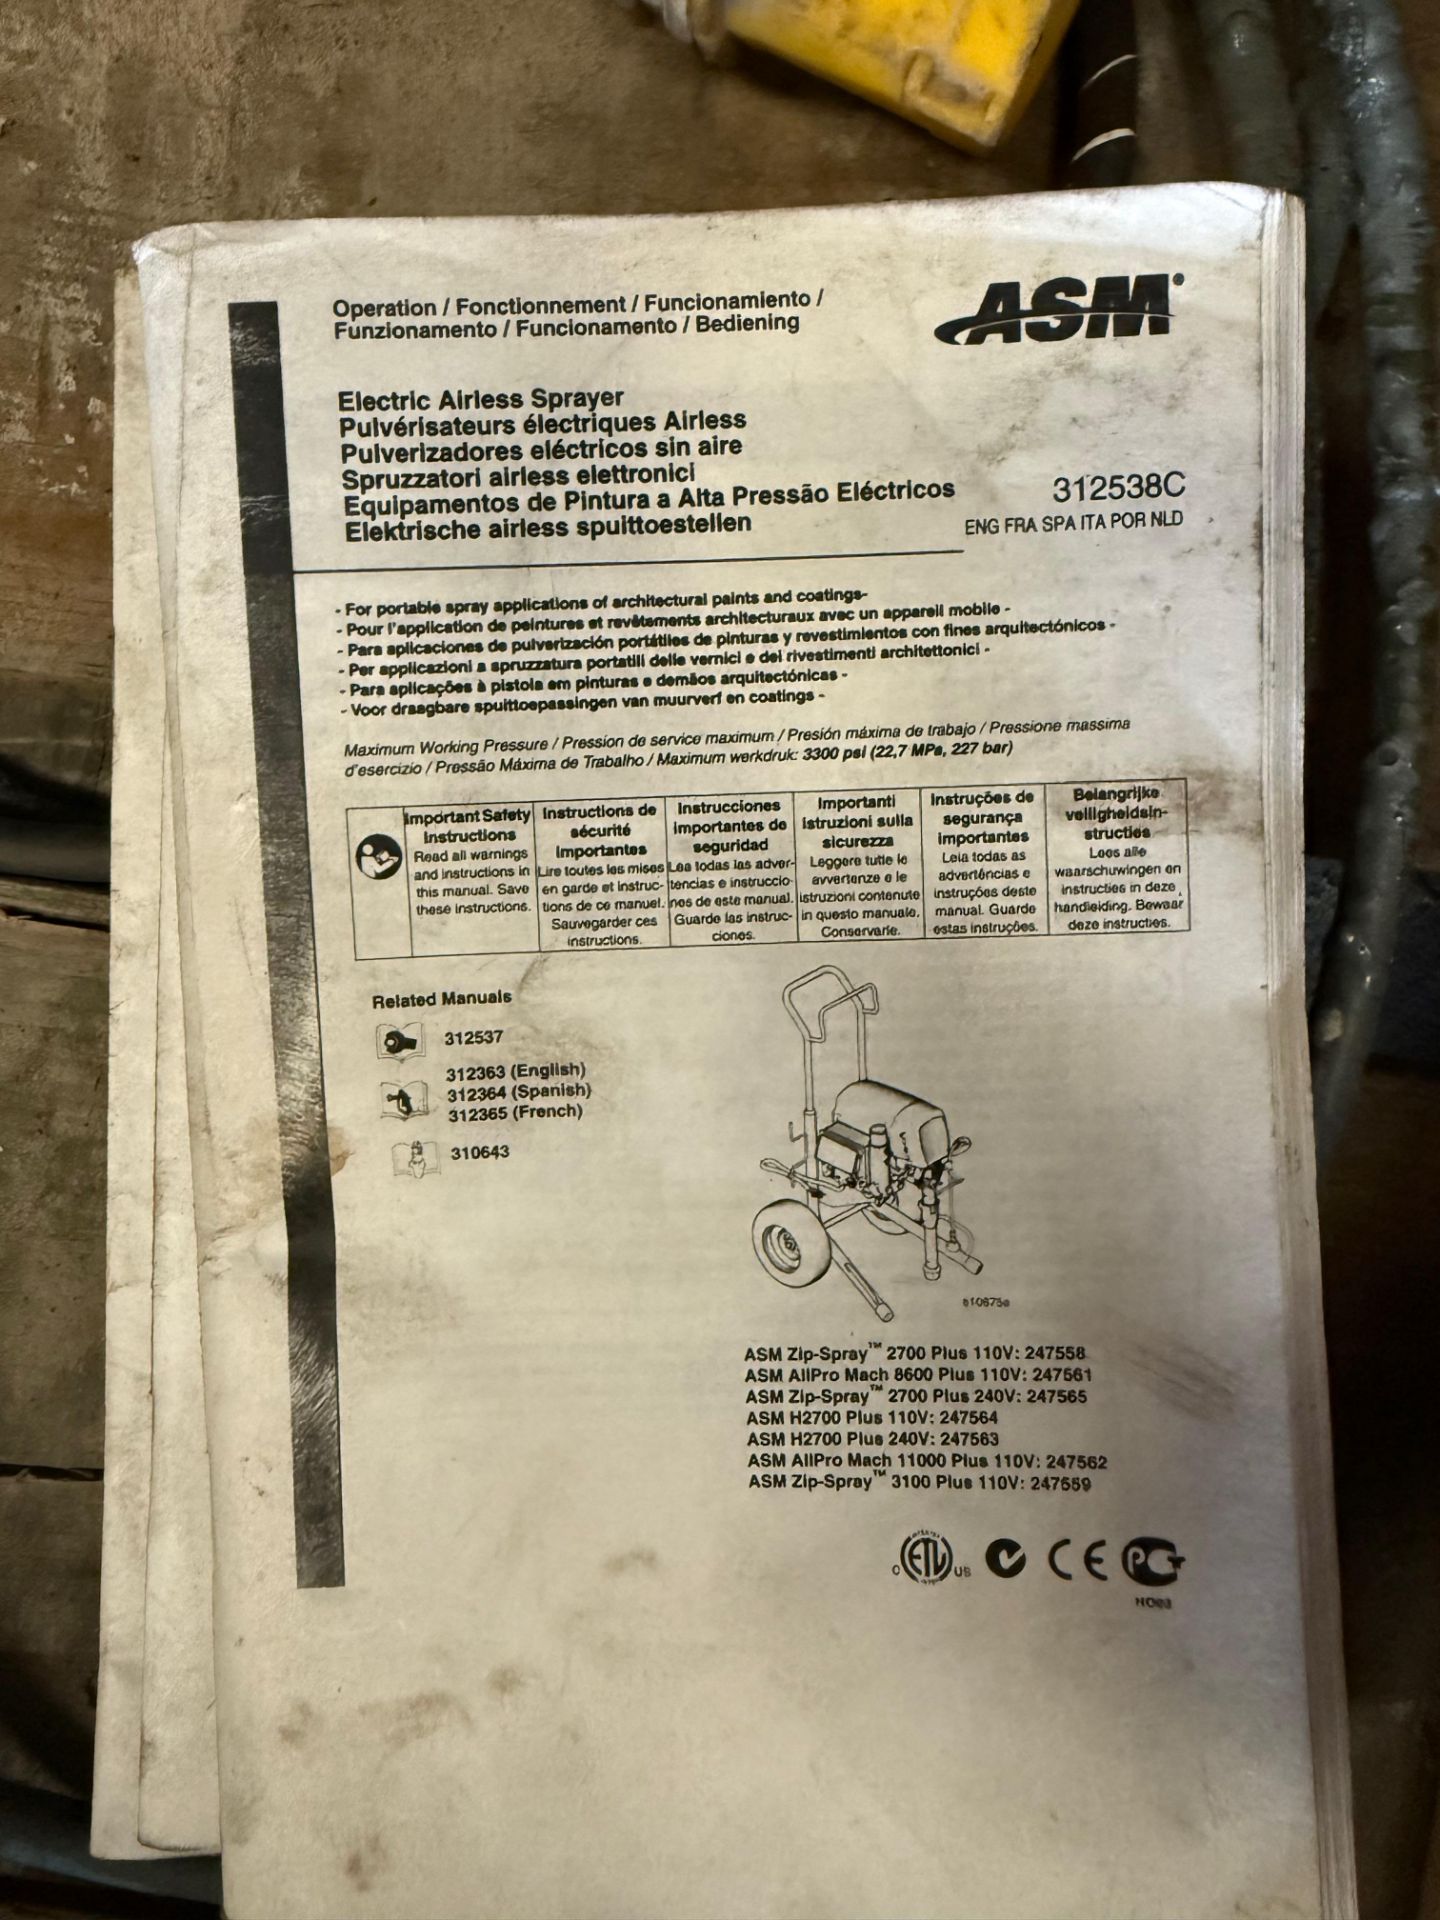 Operation / Fonctionnement / Funcionamiento /
Funzionamento / Funcionamento / Bediening
ASM
Electric Airless Sprayer
Pulvérisateurs électriques Airless
Pulverizadores eléctricos sin aire
Spruzzatori airless elettronici
Equipamentos de Pintura a Alta Pressão Eléctricos
Elektrische airless spuittoestellen
312538C
ENG FRA SPA ITA POR NLD
- For portable spray applications of architectural paints and coatings-
- Pour l'application de peintures et revêtements architecturaux avec un appareil mobile -
- Para aplicaciones de pulverización portátiles de pinturas y revestimientos con fines arquitectónicos -
- Per applicazioni a spruzzatura portatili delle vernici e dei rivestimenti architettonici -
- Para aplicações à pistola em pinturas e demãos arquitectónicas -
- Voor draagbare spuittoepassingen van muurverf en coatings -
Maximum Working Pressure / Pression de service maximum / Presión máxima de trabajo / Pressione massima
d'esercizio / Pressão Máxima de Trabalho / Maximum werkdruk: 3300 psi (22,7 MPa, 227 bar)
Important Safety
Instructions
Read all warnings
and instructions in
this manual. Save
these instructions.
Instructions de
sécurité
importantes
Lire toutes les mises
en garde et instruc-
tions de ce manuel.
Sauvegarder ces
instructions.
Instrucciones
importantes de
seguridad
Lea todas las adver-
tencias e instruccio-
nes de este manual.
Guarde las instruc-
ciones.
Importanti
istruzioni sulla
sicurezza
Leggere tutte le
avvertenze e le
istruzioni contenute
in questo manuale.
Conservarle.
Instruções de
segurança
importantes
Leia todas as
advertências e
instruções deste
manual. Guarde
estas instruções.
Belangrijke
veiligheidsin-
structies
Lees alle
waarschuwingen en
instructies in deze
handleiding. Bewaar
deze instructies.
Related Manuals
312537
312363 (English)
312364 (Spanish)
312365 (French)
310643
ASM Zip-Spray™ 2700 Plus 110V: 247558
ASM AllPro Mach 8600 Plus 110V: 247561
ASM Zip-Spray™ 2700 Plus 240V: 247565
ASM H2700 Plus 110V: 247564
ASM H2700 Plus 240V: 247563
ASM AllPro Mach 11000 Plus 110V: 247562
ASM Zip-Spray™ 3100 Plus 110V: 247559
C ETL US CE